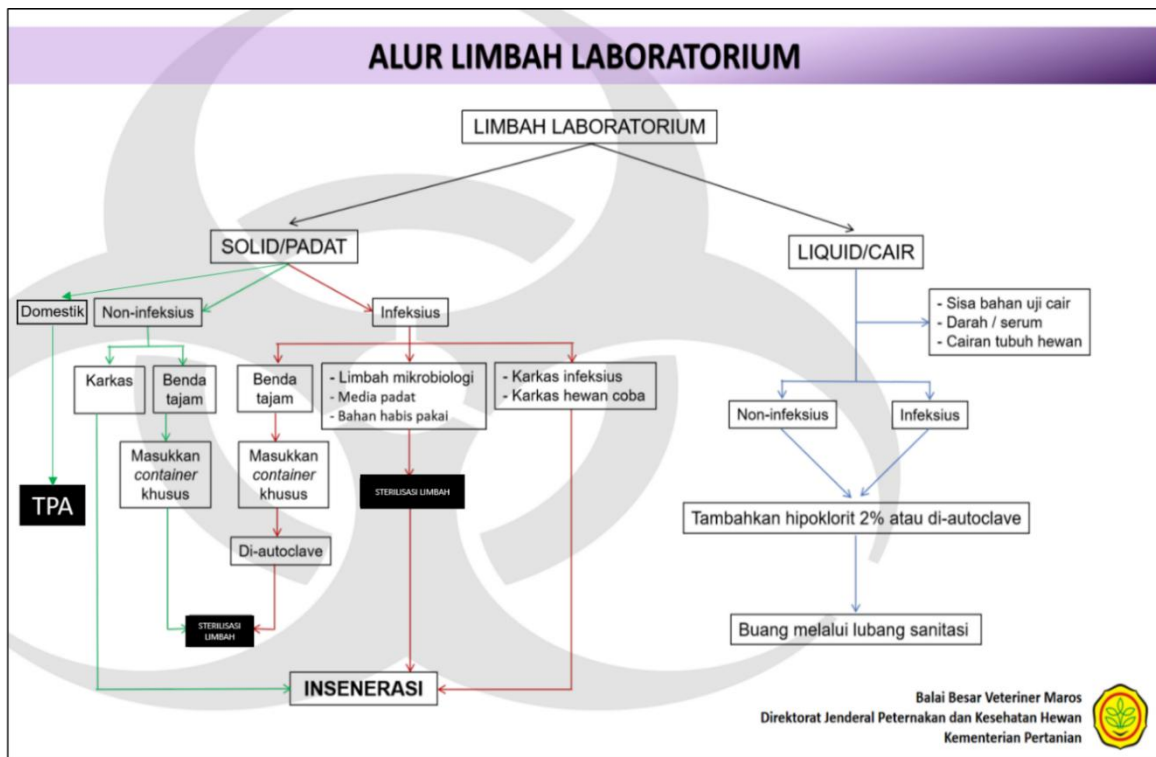 ALUR LIMBAH LABORATORIUM
LIMBAH LABORATORIUM
SOLID/PADAT
LIQUID/CAIR
Domestik
Non-infeksius
Infeksius
- Sisa bahan uji cair
- Darah / serum
- Cairan tubuh hewan
Karkas
Benda
tajam
Benda
tajam
- Limbah mikrobiologi
- Media padat
- Bahan habis pakai
- Karkas infeksius
- Karkas hewan coba
Non-infeksius
Infeksius
Masukkan
container
khusus
Masukkan
container
khusus
STERILISASI LIMBAH
TPA
Tambahkan hipoklorit 2% atau di-autoclave
Di-autoclave
STERILISASI
LIMBAH
Buang melalui lubang sanitasi
INSENERASI
Balai Besar Veteriner Maros
Direktorat Jenderal Peternakan dan Kesehatan Hewan
Kementerian Pertanian